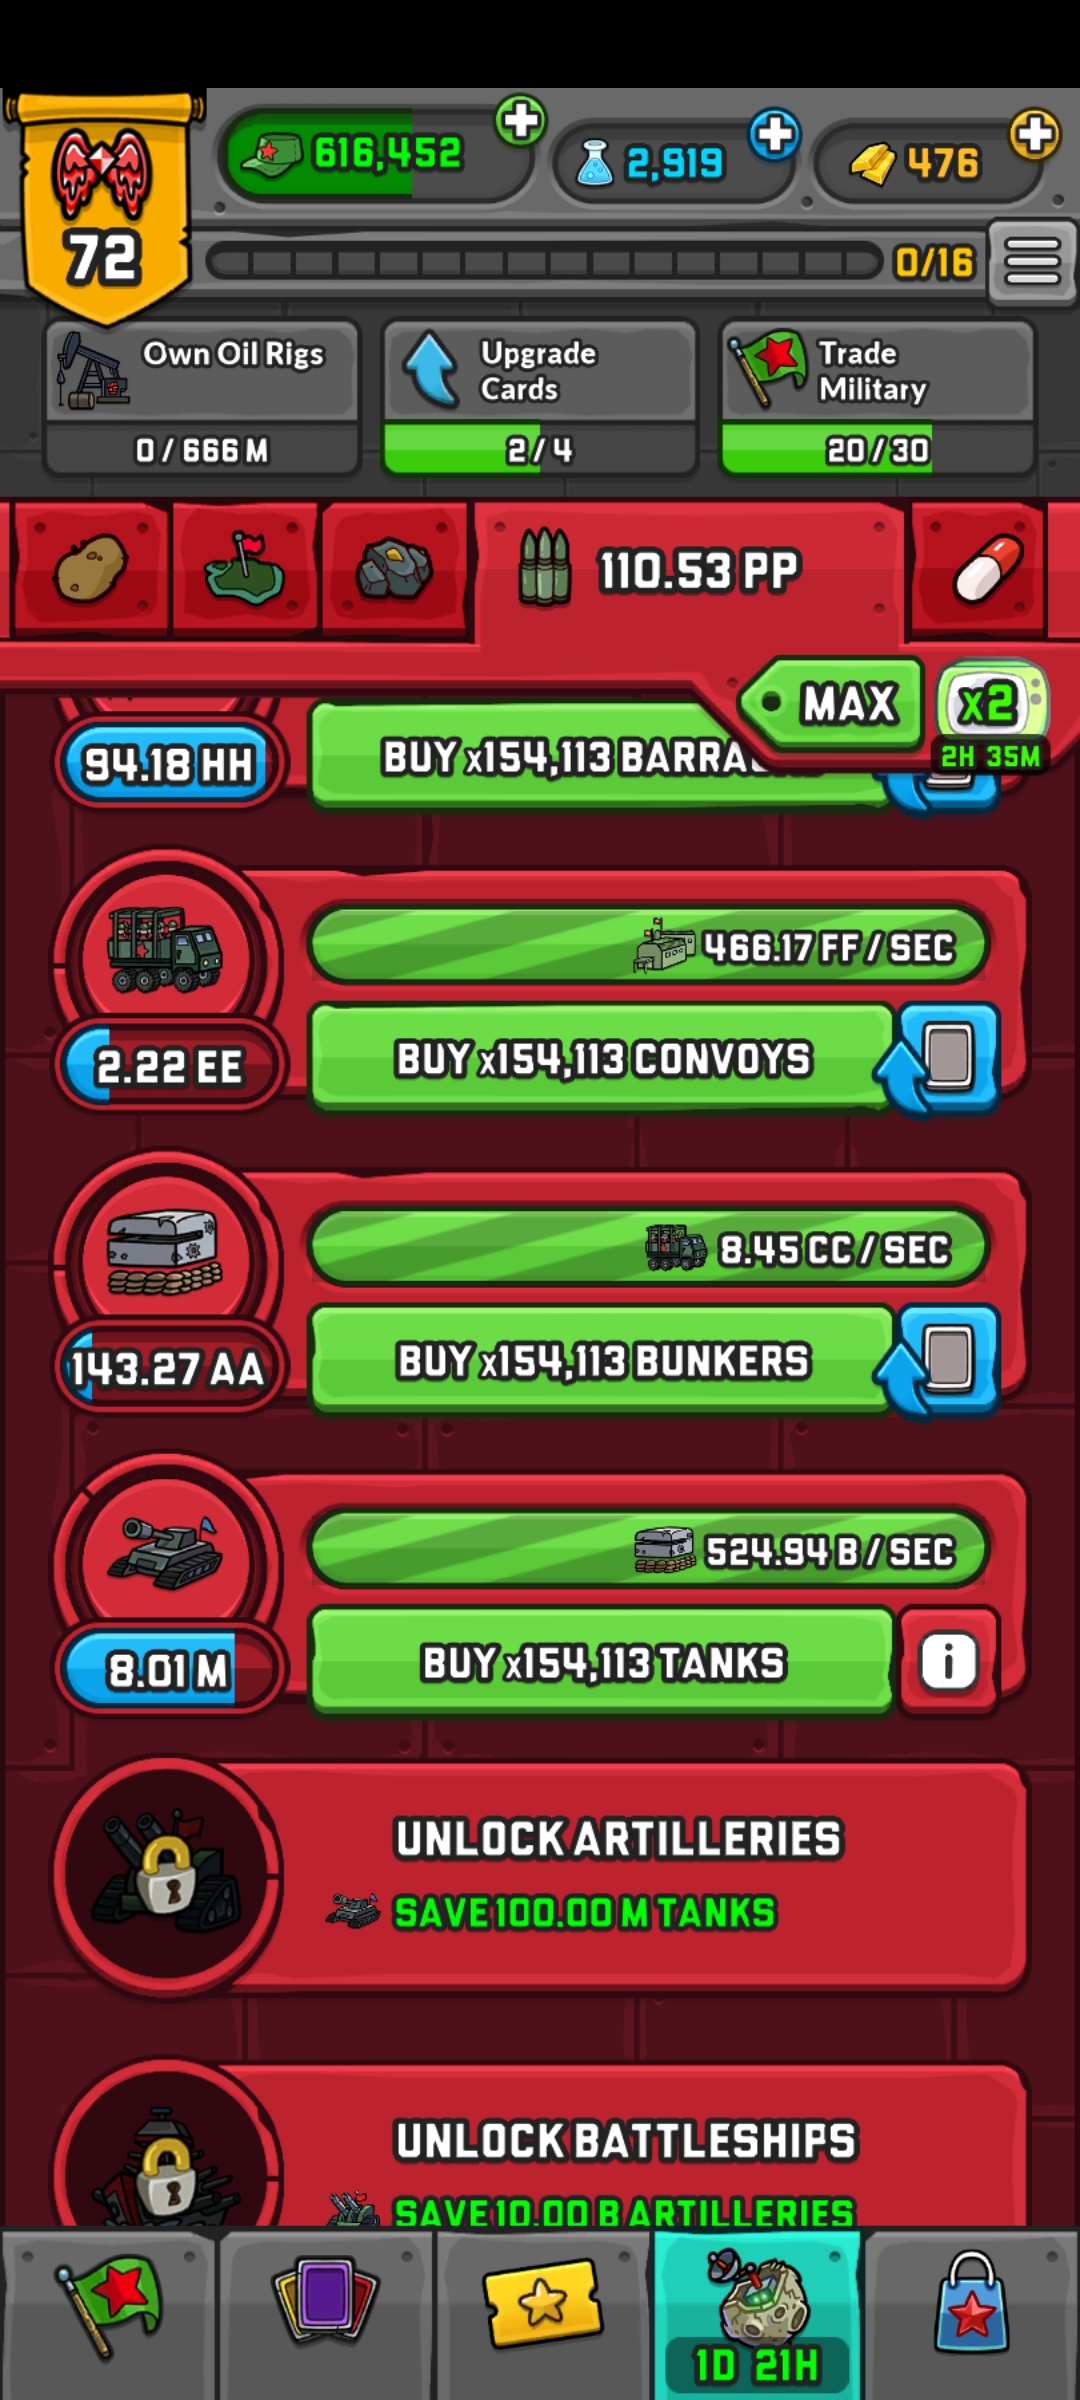 616,452
2,919
476
72
0/16
Own Oil Rigs
0 / 666 M
Upgrade
Cards
2 / 4
Trade
Military
20 / 30
110.53 PP
MAX
x2
2H 35M
94.18 HH
BUY x154,113
466.17 FF / SEC
2.22 EE
BUY x154,113 CONVOYS
8.45 CC / SEC
143.27 AA
BUY x154,113 BUNKERS
524.94 B / SEC
8.01 M
BUY x154,113 TANKS
i
UNLOCK ARTILLERIES
SAVE 100.00 M TANKS
UNLOCK BATTLESHIPS
SAVE 10.00 B ARTILLERIES
1D 21H